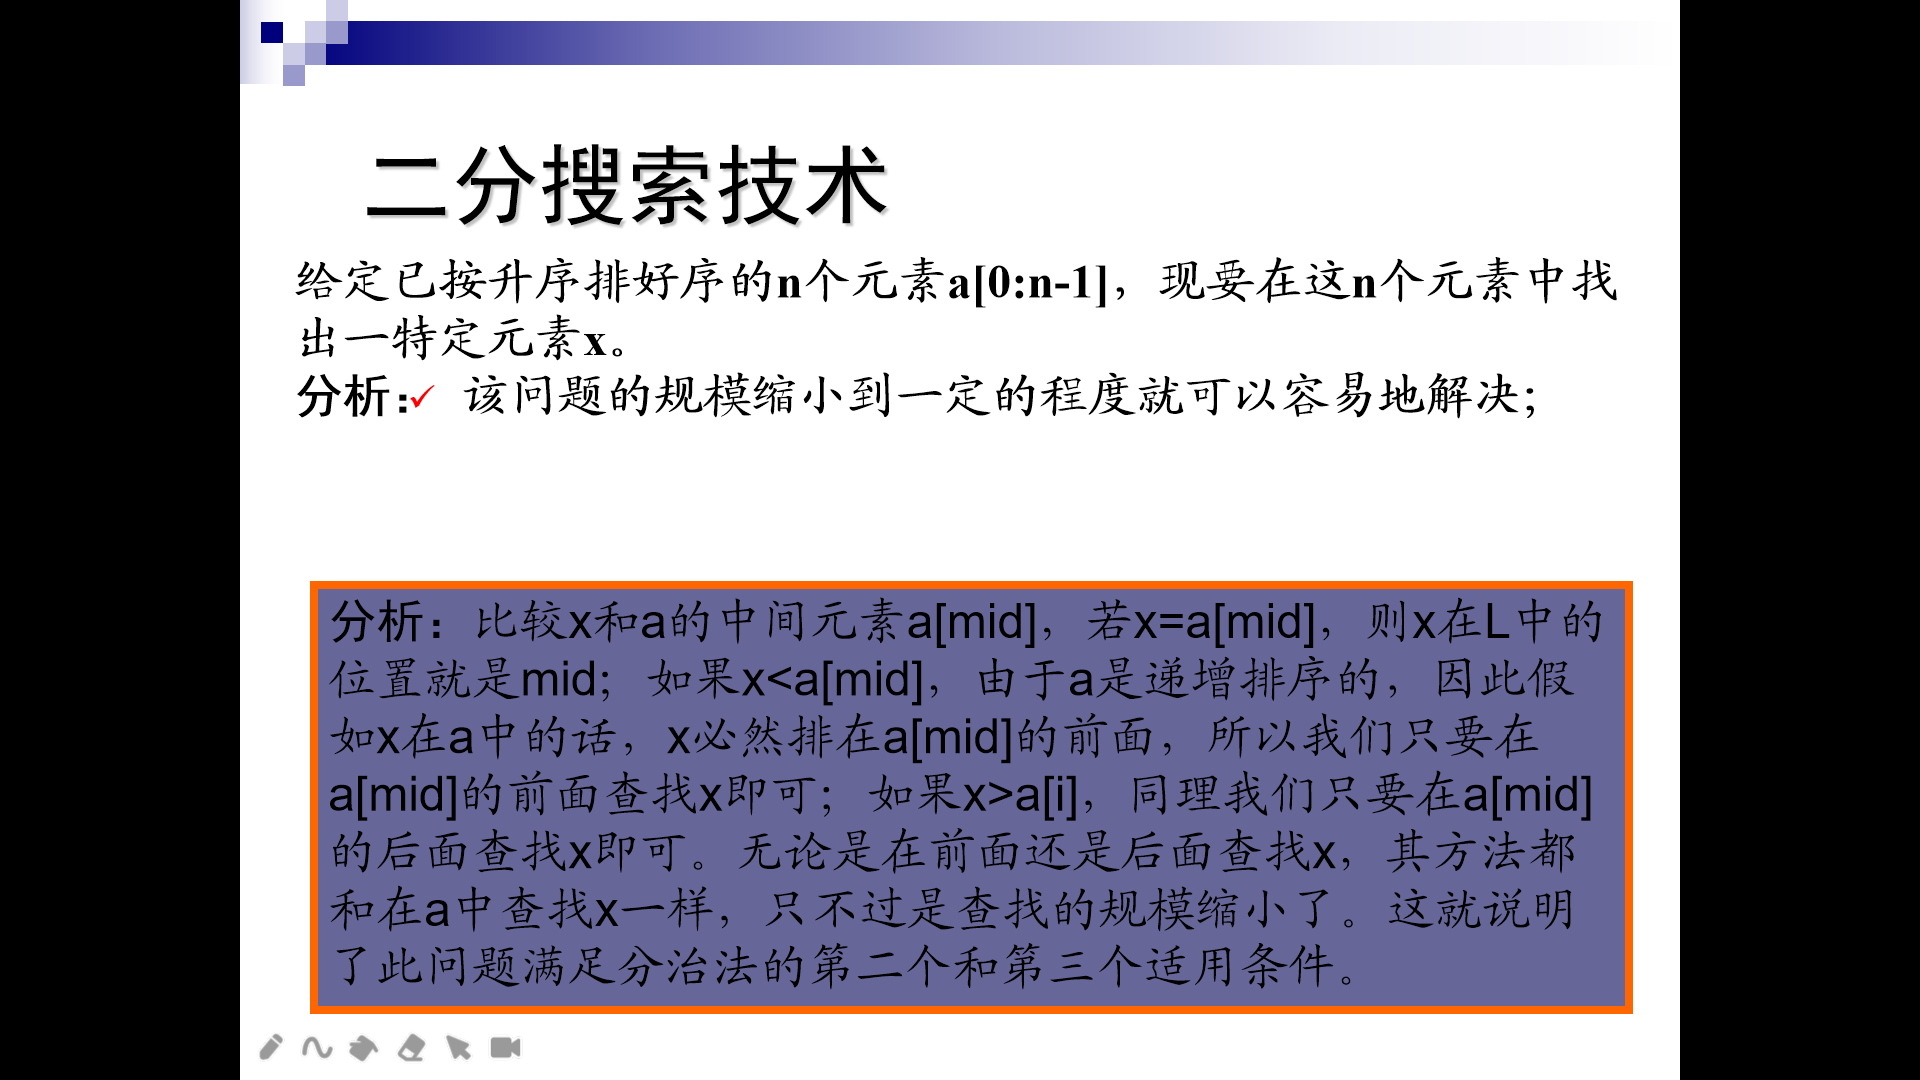 二分搜索技术
给定已按升序排好序的n个元素a[0:n-1]，现要在这n个元素中找
出一特定元素x。
分析：✓ 该问题的规模缩小到一定的程度就可以容易地解决；
分析：比较x和a的中间元素a[mid]，若x=a[mid]，则x在L中的
位置就是mid；如果x<a[mid]，由于a是递增排序的，因此假
如x在a中的话，x必然排在a[mid]的前面，所以我们只要在
a[mid]的前面查找x即可；如果x>a[i]，同理我们只要在a[mid]
的后面查找x即可。无论是在前面还是后面查找x，其方法都
和在a中查找x一样，只不过是查找的规模缩小了。这就说明
了此问题满足分治法的第二个和第三个适用条件。